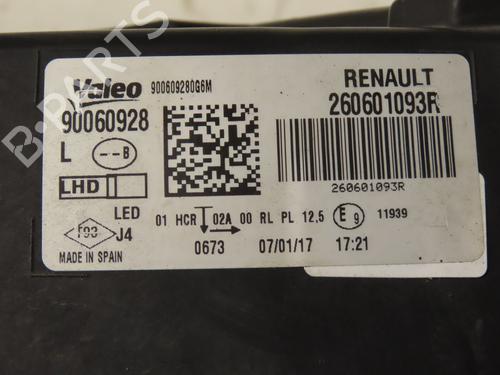 Valeo 900609280G6M
90060928
L --B
LHD
LED
F93 J4
MADE IN SPAIN
RENAULT
260601093R
260601093R
01 HCR 02A 00 RL PL 12,5 E9 11939
0673 07/01/17 17:21
B-PARTS